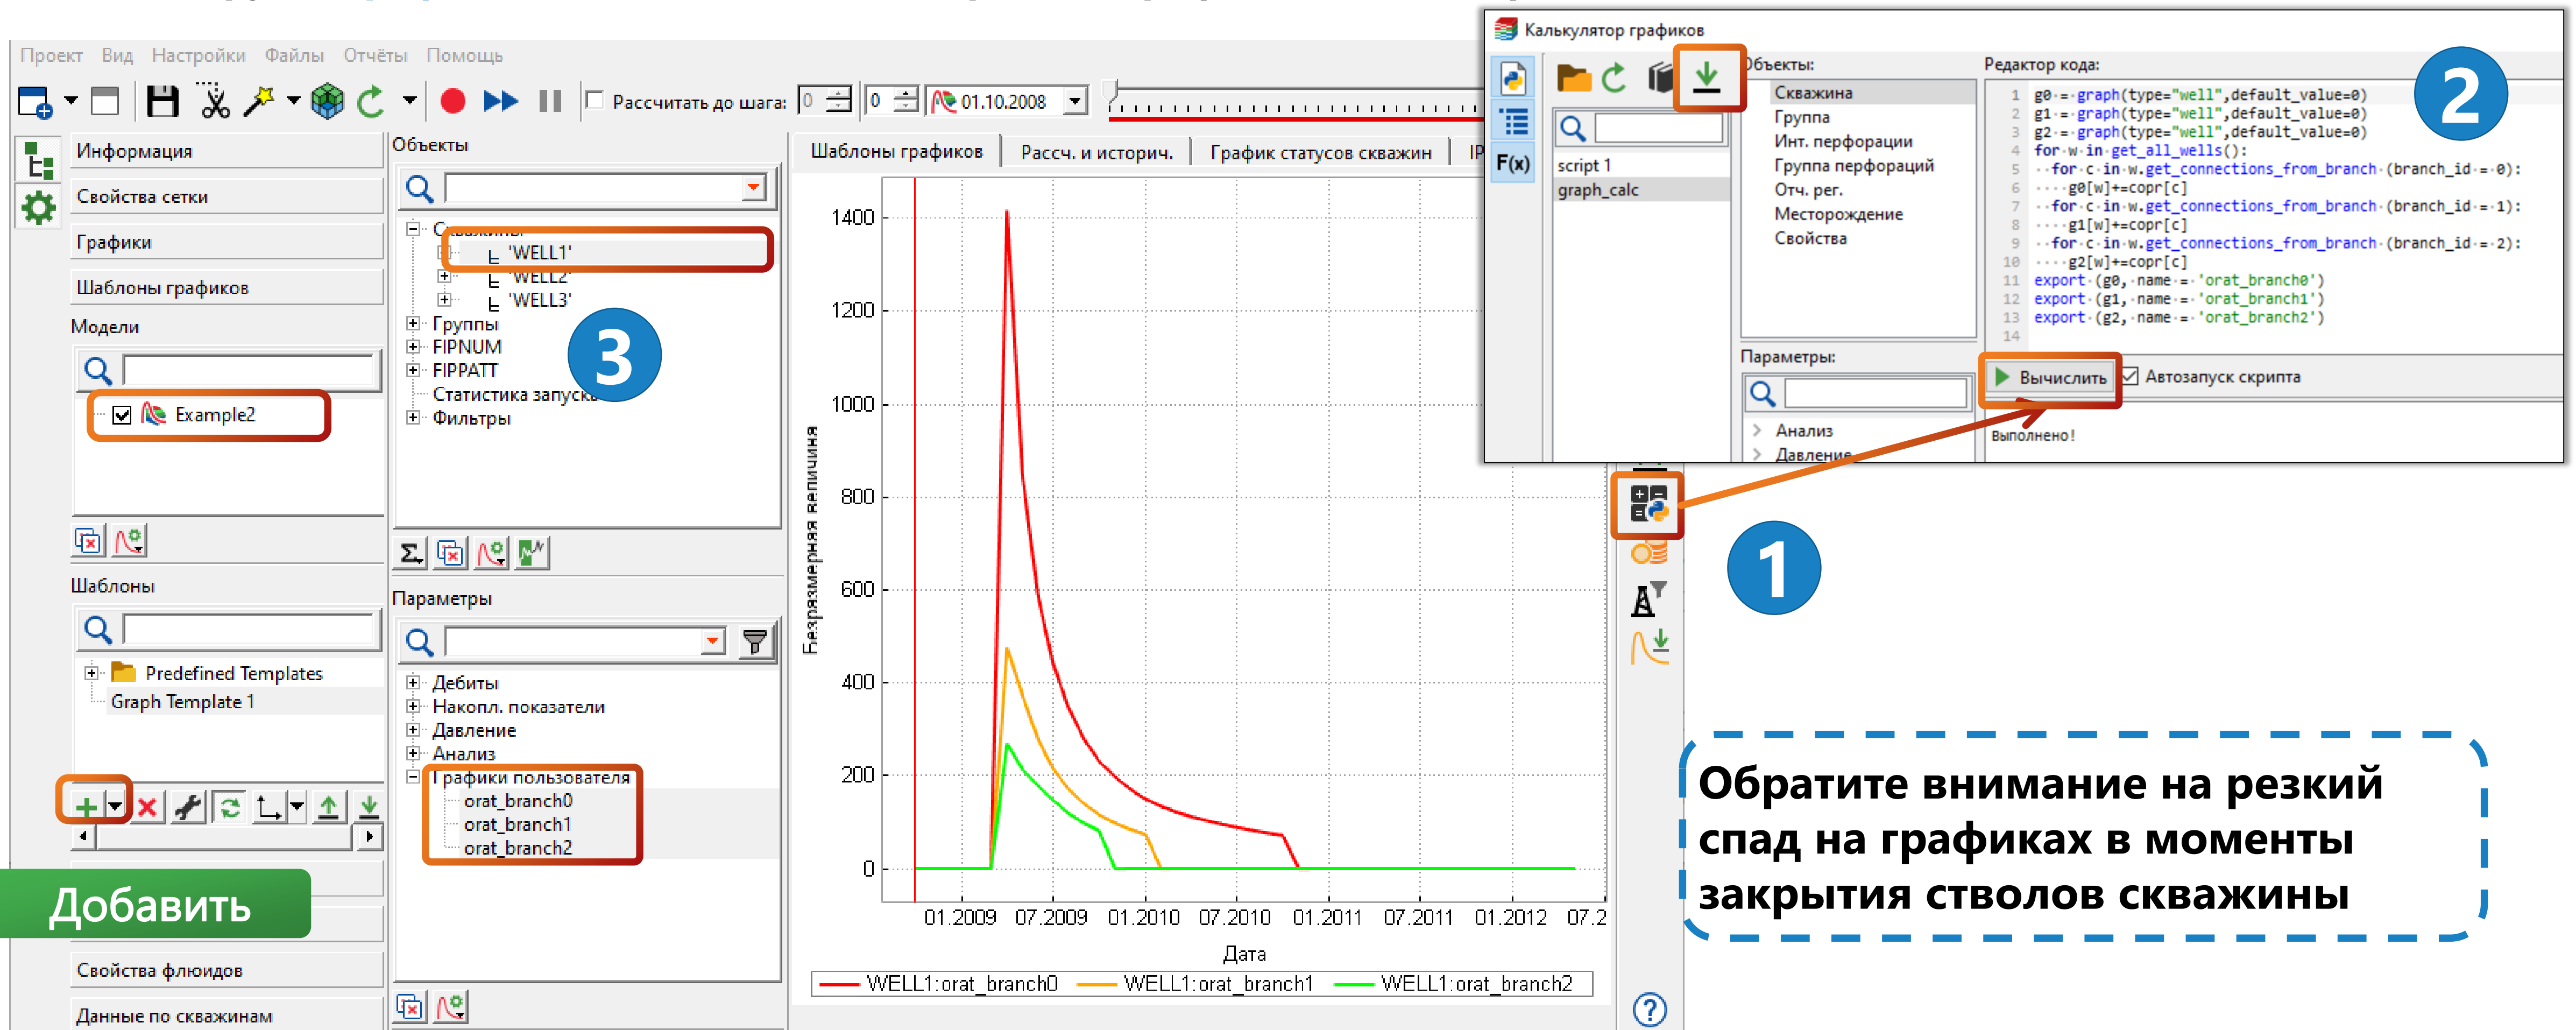 Проект Вид Настройки Файлы Отчёты Помощь
Рассчитать до шага: 0 0 01.10.2008
Информация
Свойства сетки
Графики
Шаблоны графиков
Модели
Example2
Шаблоны
Predefined Templates
Graph Template 1
Добавить
Свойства флюидов
Данные по скважинам
Объекты
Скважины
'WELL1'
'WELL2'
'WELL3'
Группы
FIPNUM
FIPPATT
Статистика запуска
Фильтры
3
Параметры
Дебиты
Накопл. показатели
Давление
Анализ
Графики пользователя
orat_branch0
orat_branch1
orat_branch2
Шаблоны графиков Рассч. и историч. График статусов скважин IP
Безразмерная величина
1400
1200
1000
800
600
400
200
0
01.2009 07.2009 01.2010 07.2010 01.2011 07.2011 01.2012 07.2
Дата
WELL1:orat_branch0 WELL1:orat_branch1 WELL1:orat_branch2
Калькулятор графиков
F(x)
script 1
graph_calc
Объекты:
Скважина
Группа
Инт. перфорации
Группа перфораций
Отч. рег.
Месторождение
Свойства
Параметры:
Анализ
Давление
Редактор кода:
1 g0 = graph(type="well",default_value=0)
2 g1 = graph(type="well",default_value=0)
3 g2 = graph(type="well",default_value=0)
4 for w in get_all_wells():
5 for c in w.get_connections_from_branch (branch_id = 0):
6 g0[w]+=copr[c]
7 for c in w.get_connections_from_branch (branch_id = 1):
8 g1[w]+=copr[c]
9 for c in w.get_connections_from_branch (branch_id = 2):
10 g2[w]+=copr[c]
11 export (g0, name = 'orat_branch0')
12 export (g1, name = 'orat_branch1')
13 export (g2, name = 'orat_branch2')
14
2
Вычислить Автозапуск скрипта
Выполнено!
1
Обратите внимание на резкий
спад на графиках в моменты
закрытия стволов скважины